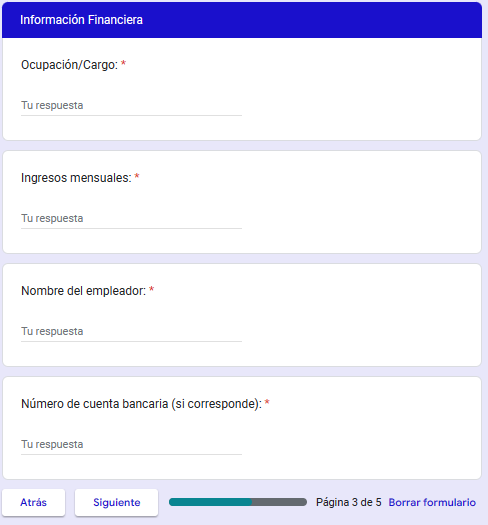 Información Financiera
Ocupación/Cargo: *
Tu respuesta
Ingresos mensuales: *
Tu respuesta
Nombre del empleador: *
Tu respuesta
Número de cuenta bancaria (si corresponde): *
Tu respuesta
Atrás Siguiente Página 3 de 5 Borrar formulario